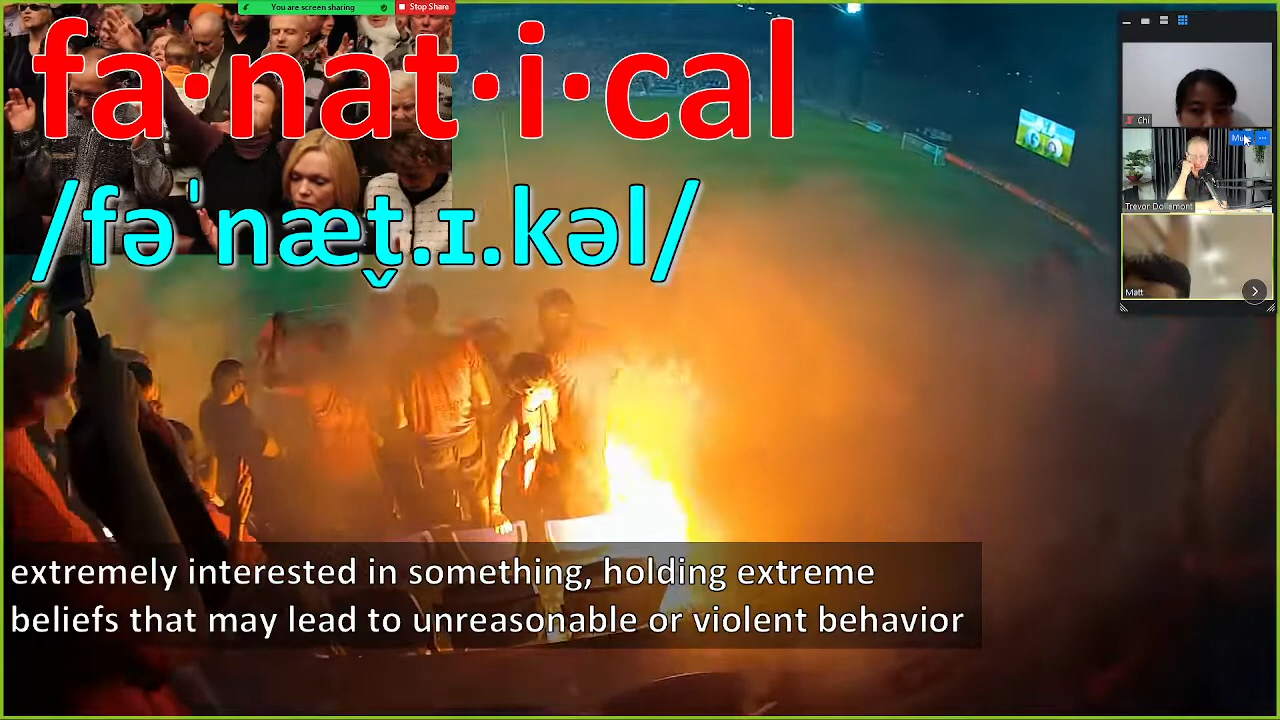 You are screen sharing
Stop Share
fa·nat·i·cal
/fəˈnæt̬.ɪ.kəl/
Chi
Mute
Trevor Dollemont
Matt
extremely interested in something, holding extreme
beliefs that may lead to unreasonable or violent behavior